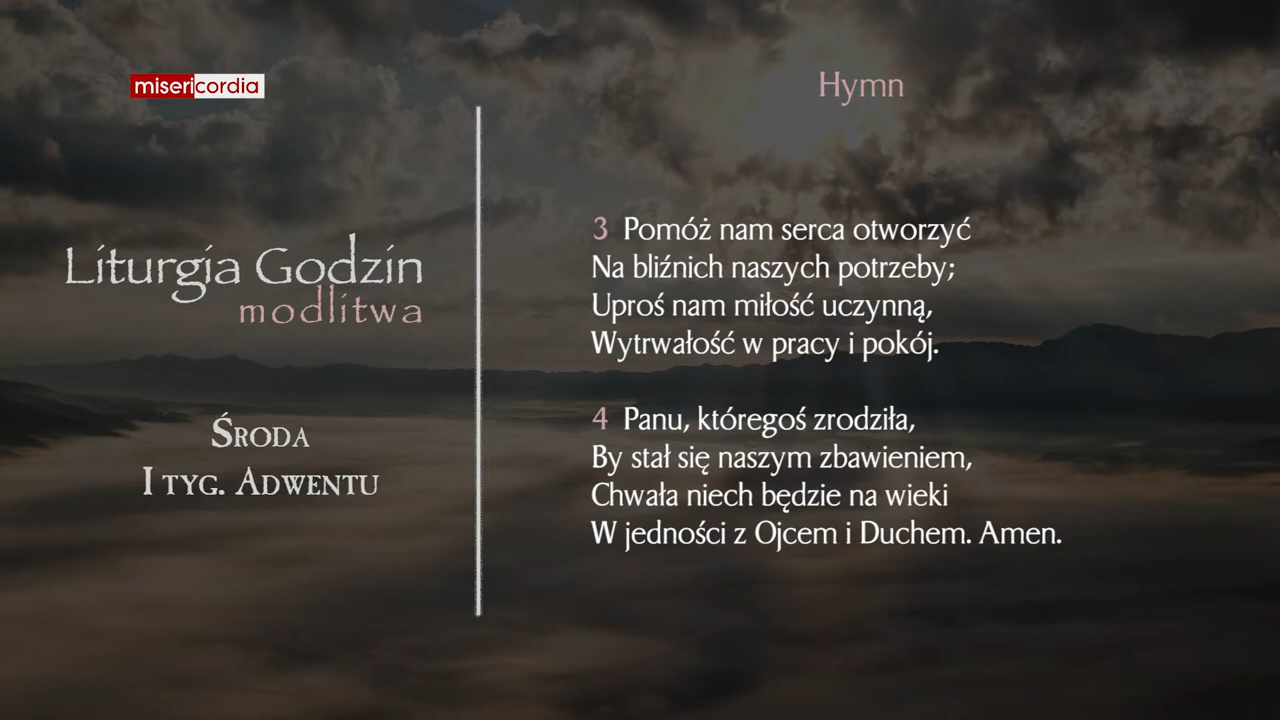 misericordia
Liturgia Godzin
modlitwa
Środa
I tyg. Adwentu
Hymn
3 Pomóż nam serca otworzyć
Na bliźnich naszych potrzeby;
Uproś nam miłość uczynną,
Wytrwałość w pracy i pokój.
4 Panu, któregoś zrodziła,
By stał się naszym zbawieniem,
Chwała niech będzie na wieki
W jedności z Ojcem i Duchem. Amen.